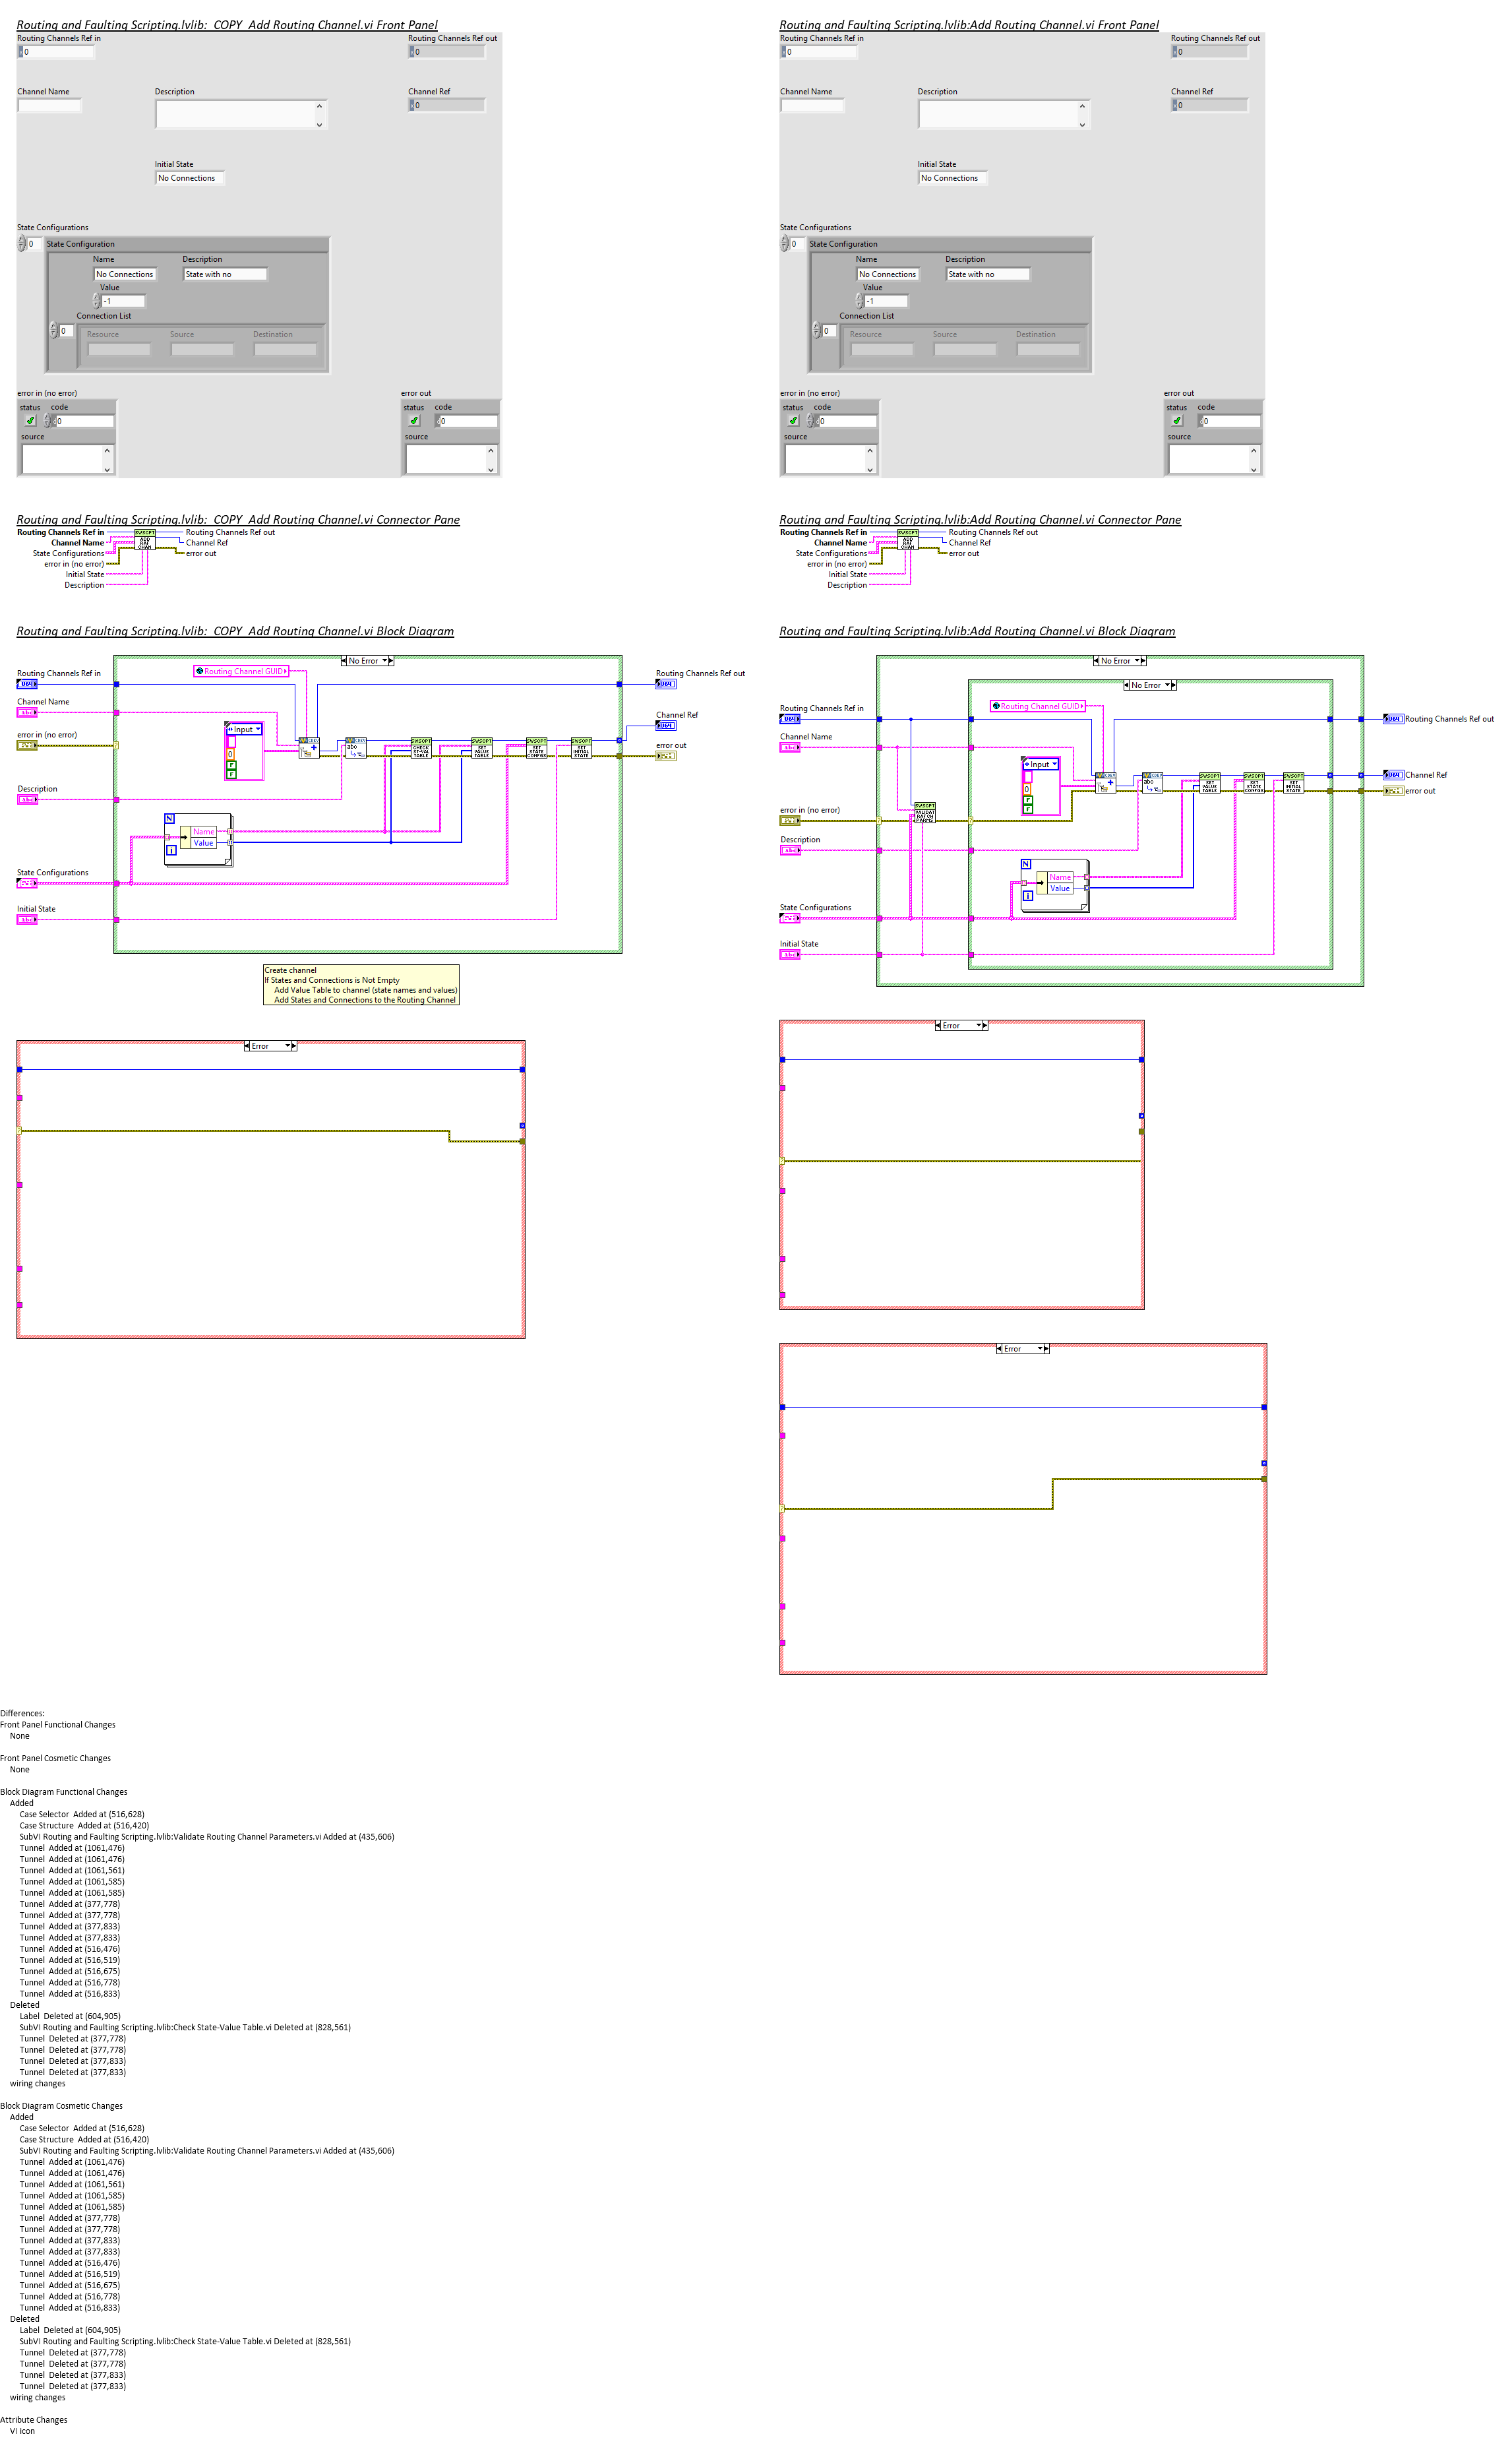 Routing and Faulting Scripting.lvlib:_COPY_Add Routing Channel.vi Front Panel
Routing Channels Ref in
Routing Channels Ref out
0
0
Channel Name
Description
Channel Ref
0
Initial State
No Connections
State Configurations
0
State Configuration
Name
Description
No Connections
State with no
Value
-1
Connection List
0
Resource
Source
Destination
error in (no error)
error out
status
code
status
code
0
0
source
source
Routing and Faulting Scripting.lvlib:Add Routing Channel.vi Front Panel
Routing Channels Ref in
Routing Channels Ref out
0
0
Channel Name
Description
Channel Ref
0
Initial State
No Connections
State Configurations
0
State Configuration
Name
Description
No Connections
State with no
Value
-1
Connection List
0
Resource
Source
Destination
error in (no error)
error out
status
code
status
code
0
0
source
source
Routing and Faulting Scripting.lvlib:_COPY_Add Routing Channel.vi Connector Pane
Routing Channels Ref in
Routing Channels Ref out
Channel Name
Channel Ref
State Configurations
error out
error in (no error)
Initial State
Description
SWSCPT
ADD
R&F
CHAN
Routing and Faulting Scripting.lvlib:Add Routing Channel.vi Connector Pane
Routing Channels Ref in
Routing Channels Ref out
Channel Name
Channel Ref
State Configurations
error out
error in (no error)
Initial State
Description
SWSCPT
ADD
R&F
CHAN
Routing and Faulting Scripting.lvlib:_COPY_Add Routing Channel.vi Block Diagram
No Error
Routing Channels Ref in
Routing Channel GUID
Routing Channels Ref out
Channel Name
Channel Ref
Input
error in (no error)
error out
SWSCPT
CHECK
ST-VAL
TABLE
SWSCPT
SET
VALUE
TABLE
SWSCPT
SET
STATE
CONFGS
SWSCPT
SET
INITIAL
STATE
Description
N
Name
Value
i
State Configurations
Initial State
Create channel
If States and Connections is Not Empty
Add Value Table to channel (state names and values)
Add States and Connections to the Routing Channel
Error
Routing and Faulting Scripting.lvlib:Add Routing Channel.vi Block Diagram
No Error
No Error
Routing Channel GUID
Routing Channels Ref in
Routing Channels Ref out
Channel Name
Input
Channel Ref
error out
SWSCPT
SET
VALUE
TABLE
SWSCPT
SET
STATE
CONFGS
SWSCPT
SET
INITIAL
STATE
error in (no error)
Description
N
Name
Value
i
State Configurations
Initial State
Error
Error
Differences:
Front Panel Functional Changes
None
Front Panel Cosmetic Changes
None
Block Diagram Functional Changes
Added
Case Selector  Added at (516,628)
Case Structure  Added at (516,420)
SubVI Routing and Faulting Scripting.lvlib:Validate Routing Channel Parameters.vi Added at (435,606)
Tunnel  Added at (1061,476)
Tunnel  Added at (1061,476)
Tunnel  Added at (1061,561)
Tunnel  Added at (1061,585)
Tunnel  Added at (1061,585)
Tunnel  Added at (377,778)
Tunnel  Added at (377,778)
Tunnel  Added at (377,833)
Tunnel  Added at (377,833)
Tunnel  Added at (516,476)
Tunnel  Added at (516,519)
Tunnel  Added at (516,675)
Tunnel  Added at (516,778)
Tunnel  Added at (516,833)
Deleted
Label  Deleted at (604,905)
SubVI Routing and Faulting Scripting.lvlib:Check State-Value Table.vi Deleted at (828,561)
Tunnel  Deleted at (377,778)
Tunnel  Deleted at (377,778)
Tunnel  Deleted at (377,833)
Tunnel  Deleted at (377,833)
wiring changes
Block Diagram Cosmetic Changes
Added
Case Selector  Added at (516,628)
Case Structure  Added at (516,420)
SubVI Routing and Faulting Scripting.lvlib:Validate Routing Channel Parameters.vi Added at (435,606)
Tunnel  Added at (1061,476)
Tunnel  Added at (1061,476)
Tunnel  Added at (1061,561)
Tunnel  Added at (1061,585)
Tunnel  Added at (1061,585)
Tunnel  Added at (377,778)
Tunnel  Added at (377,778)
Tunnel  Added at (377,833)
Tunnel  Added at (377,833)
Tunnel  Added at (516,476)
Tunnel  Added at (516,519)
Tunnel  Added at (516,675)
Tunnel  Added at (516,778)
Tunnel  Added at (516,833)
Deleted
Label  Deleted at (604,905)
SubVI Routing and Faulting Scripting.lvlib:Check State-Value Table.vi Deleted at (828,561)
Tunnel  Deleted at (377,778)
Tunnel  Deleted at (377,778)
Tunnel  Deleted at (377,833)
Tunnel  Deleted at (377,833)
wiring changes
Attribute Changes
VI icon